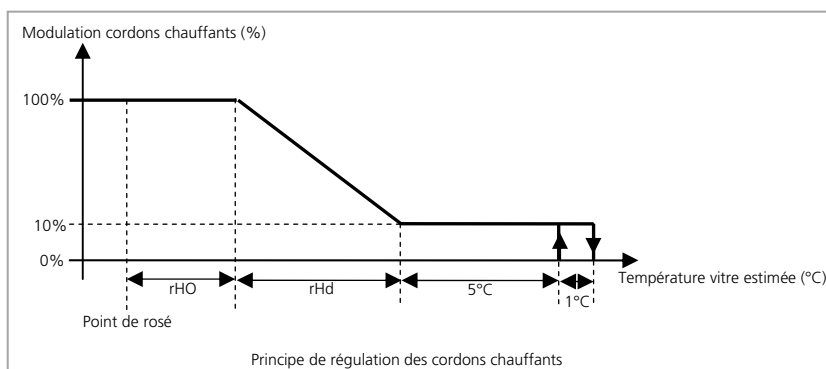 Modulation cordons chauffants (%)
100%
10%
0%
rHO
rHd
5°C
1°C
Température vitre estimée (°C)
Point de rosé
Principe de régulation des cordons chauffants